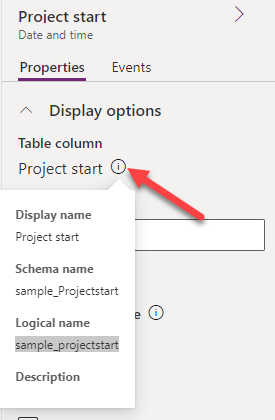 Project start
Date and time
Properties
Events
Display options
Table column
Project start
Display name
Project start
Schema name
sample_Projectstart
Logical name
sample_projectstart
Description